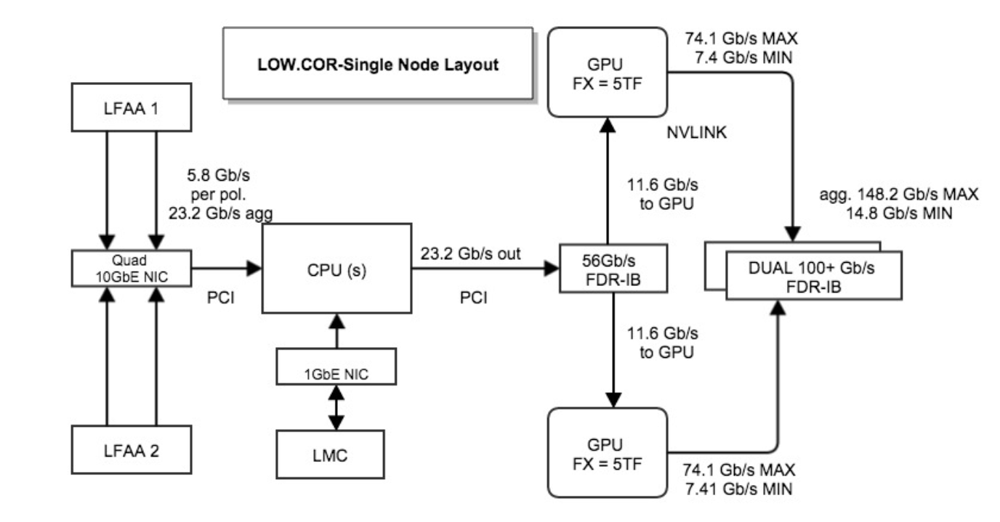 LOW.COR-Single Node Layout
LFAA 1
5.8 Gb/s
per pol.
23.2 Gb/s agg
Quad
10GbE NIC
PCI
CPU (s)
23.2 Gb/s out
PCI
1GbE NIC
LMC
LFAA 2
GPU
FX = 5TF
74.1 Gb/s MAX
7.4 Gb/s MIN
NVLINK
11.6 Gb/s
to GPU
agg. 148.2 Gb/s MAX
14.8 Gb/s MIN
56Gb/s
FDR-IB
DUAL 100+ Gb/s
FDR-IB
11.6 Gb/s
to GPU
GPU
FX = 5TF
74.1 Gb/s MAX
7.41 Gb/s MIN